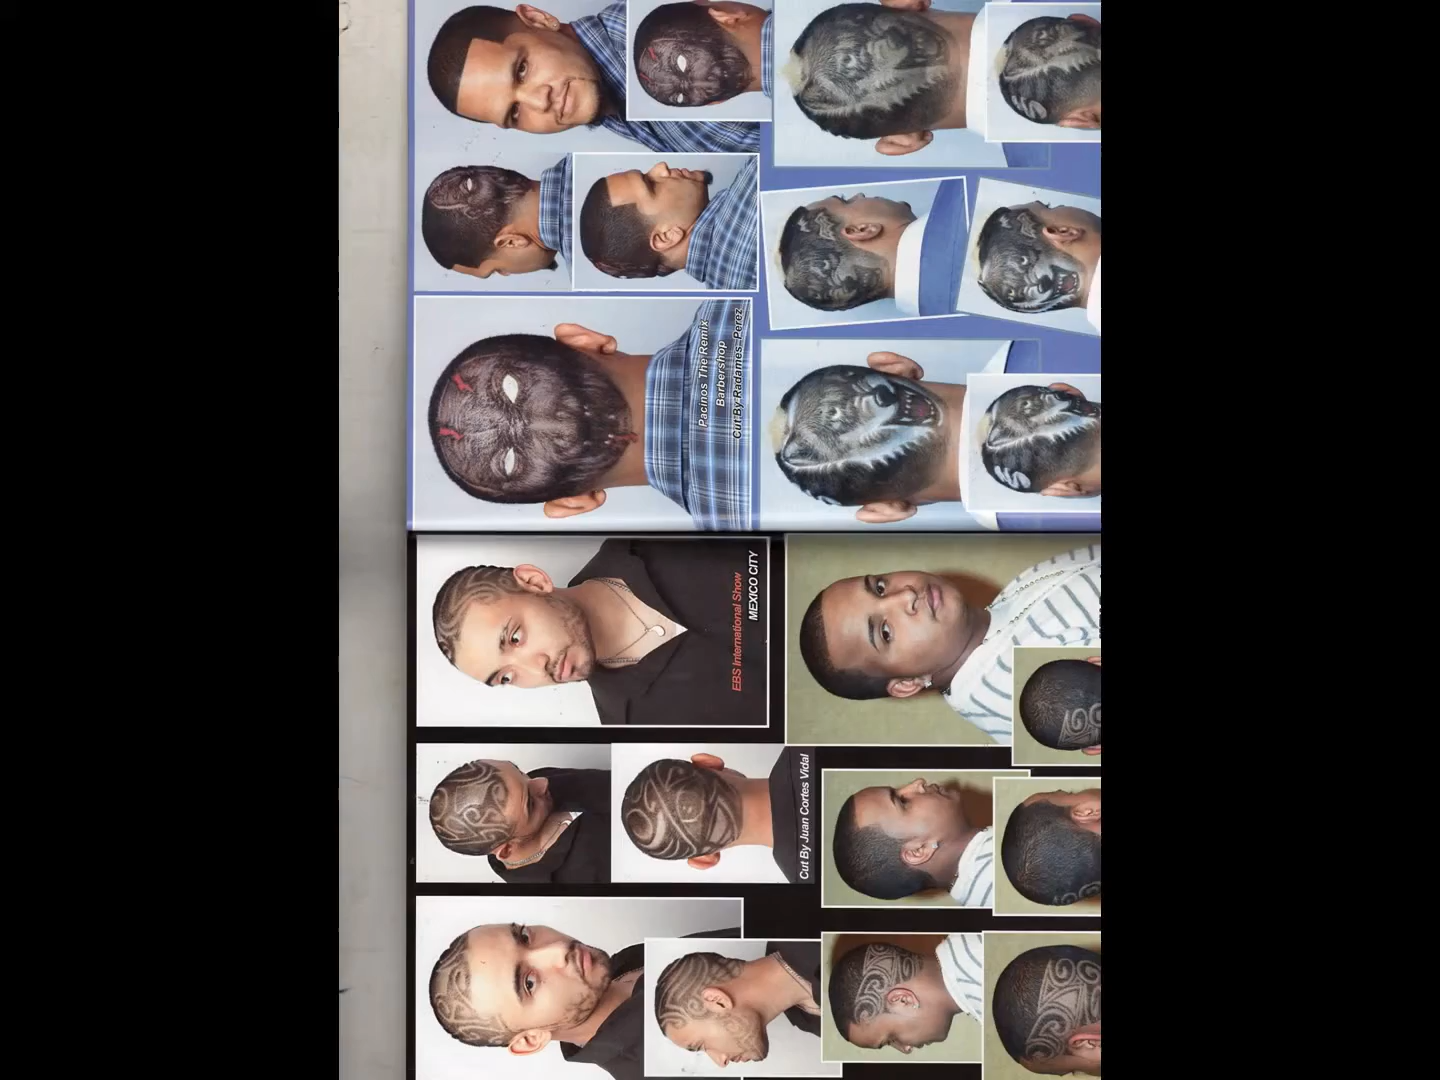 Pacinos The Remix
Barbershop
Cut By Radames Perez
EBS International Show
MEXICO CITY
Cut By Juan Cortes Vidal